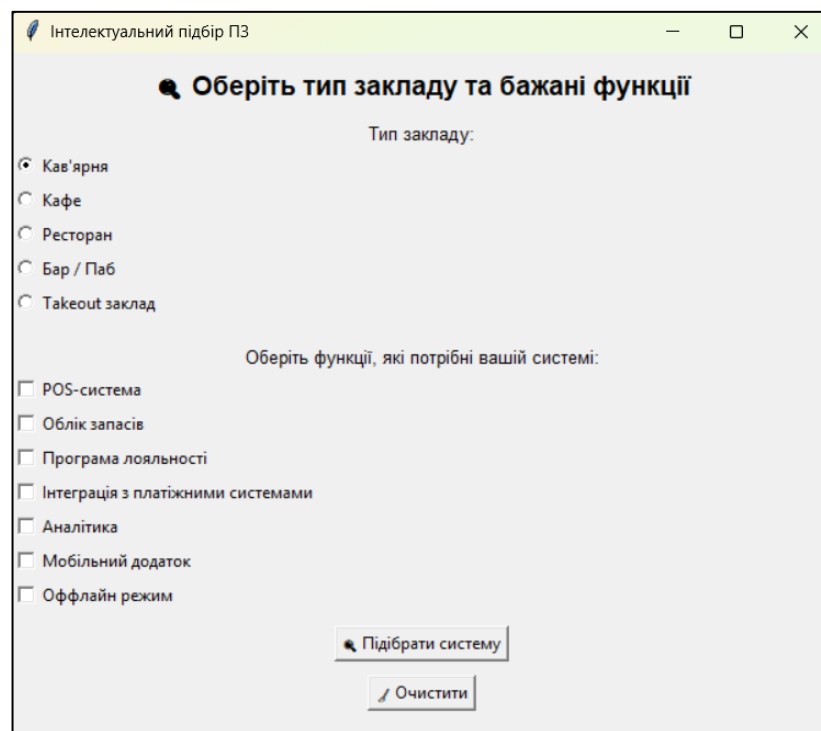 Інтелектуальний підбір ПЗ
Оберіть тип закладу та бажані функції
Тип закладу:
Кав'ярня
Кафе
Ресторан
Бар / Паб
Takeout заклад
Оберіть функції, які потрібні вашій системі:
POS-система
Облік запасів
Програма лояльності
Інтеграція з платіжними системами
Аналітика
Мобільний додаток
Оффлайн режим
Підібрати систему
Очистити